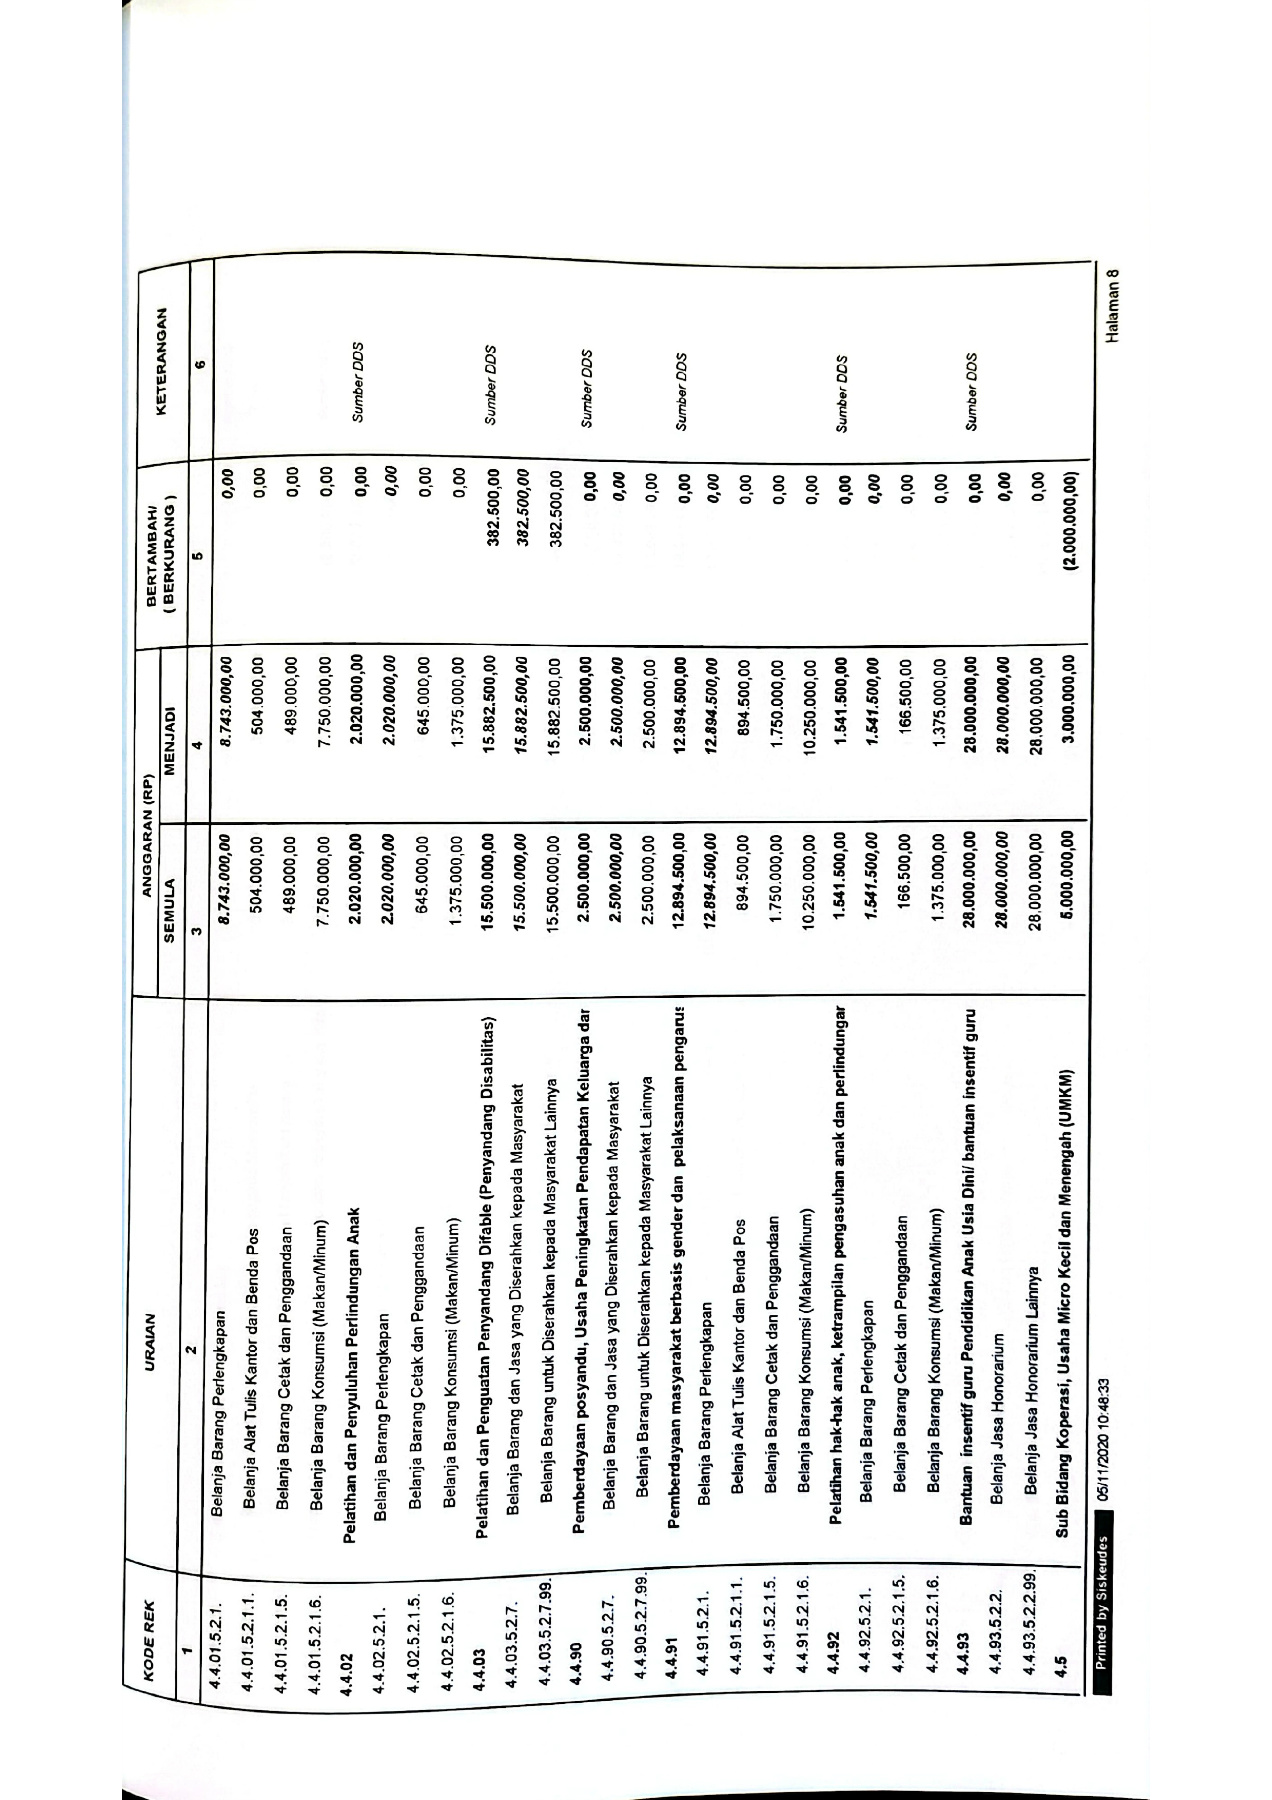 KODE REK URAIAN ANGGARAN (RP) BERTAMBAH/ ( BERKURANG ) KETERANGAN
SEMULA MENJADI
1 2 3 4 5 6
4.4.01.5.2.1. Belanja Barang Perlengkapan 8.743.000,00 8.743.000,00 0,00
4.4.01.5.2.1.1. Belanja Alat Tulis Kantor dan Benda Pos 504.000,00 504.000,00 0,00
4.4.01.5.2.1.5. Belanja Barang Cetak dan Penggandaan 489.000,00 489.000,00 0,00
4.4.01.5.2.1.6. Belanja Barang Konsumsi (Makan/Minum) 7.750.000,00 7.750.000,00 0,00
4.4.02 Pelatihan dan Penyuluhan Perlindungan Anak 2.020.000,00 2.020.000,00 0,00 Sumber DDS
4.4.02.5.2.1. Belanja Barang Perlengkapan 2.020.000,00 2.020.000,00 0,00
4.4.02.5.2.1.5. Belanja Barang Cetak dan Penggandaan 645.000,00 645.000,00 0,00
4.4.02.5.2.1.6. Belanja Barang Konsumsi (Makan/Minum) 1.375.000,00 1.375.000,00 0,00
4.4.03 Pelatihan dan Penguatan Penyandang Difable (Penyandang Disabilitas) 15.500.000,00 15.882.500,00 382.500,00 Sumber DDS
4.4.03.5.2.7. Belanja Barang dan Jasa yang Diserahkan kepada Masyarakat 15.500.000,00 15.882.500,00 382.500,00
4.4.03.5.2.7.99. Belanja Barang untuk Diserahkan kepada Masyarakat Lainnya 15.500.000,00 15.882.500,00 382.500,00
4.4.90 Pemberdayaan posyandu, Usaha Peningkatan Pendapatan Keluarga dar 2.500.000,00 2.500.000,00 0,00 Sumber DDS
4.4.90.5.2.7. Belanja Barang dan Jasa yang Diserahkan kepada Masyarakat 2.500.000,00 2.500.000,00 0,00
4.4.90.5.2.7.99. Belanja Barang untuk Diserahkan kepada Masyarakat Lainnya 2.500.000,00 2.500.000,00 0,00
4.4.91 Pemberdayaan masyarakat berbasis gender dan pelaksanaan pengarus 12.894.500,00 12.894.500,00 0,00 Sumber DDS
4.4.91.5.2.1. Belanja Barang Perlengkapan 12.894.500,00 12.894.500,00 0,00
4.4.91.5.2.1.1. Belanja Alat Tulis Kantor dan Benda Pos 894.500,00 894.500,00 0,00
4.4.91.5.2.1.5. Belanja Barang Cetak dan Penggandaan 1.750.000,00 1.750.000,00 0,00
4.4.91.5.2.1.6. Belanja Barang Konsumsi (Makan/Minum) 10.250.000,00 10.250.000,00 0,00
4.4.92 Pelatihan hak-hak anak, ketrampilan pengasuhan anak dan perlindungar 1.541.500,00 1.541.500,00 0,00 Sumber DDS
4.4.92.5.2.1. Belanja Barang Perlengkapan 1.541.500,00 1.541.500,00 0,00
4.4.92.5.2.1.5. Belanja Barang Cetak dan Penggandaan 166.500,00 166.500,00 0,00
4.4.92.5.2.1.6. Belanja Barang Konsumsi (Makan/Minum) 1.375.000,00 1.375.000,00 0,00
4.4.93 Bantuan insentif guru Pendidikan Anak Usia Dini/ bantuan insentif guru 28.000.000,00 28.000.000,00 0,00 Sumber DDS
4.4.93.5.2.2. Belanja Jasa Honorarium 28.000.000,00 28.000.000,00 0,00
4.4.93.5.2.2.99. Belanja Jasa Honorarium Lainnya 28.000.000,00 28.000.000,00 0,00
4.5 Sub Bidang Koperasi, Usaha Micro Kecil dan Menengah (UMKM) 5.000.000,00 3.000.000,00 (2.000.000,00)
Printed by Siskeudes 05/11/2020 10:48:33 Halaman 8